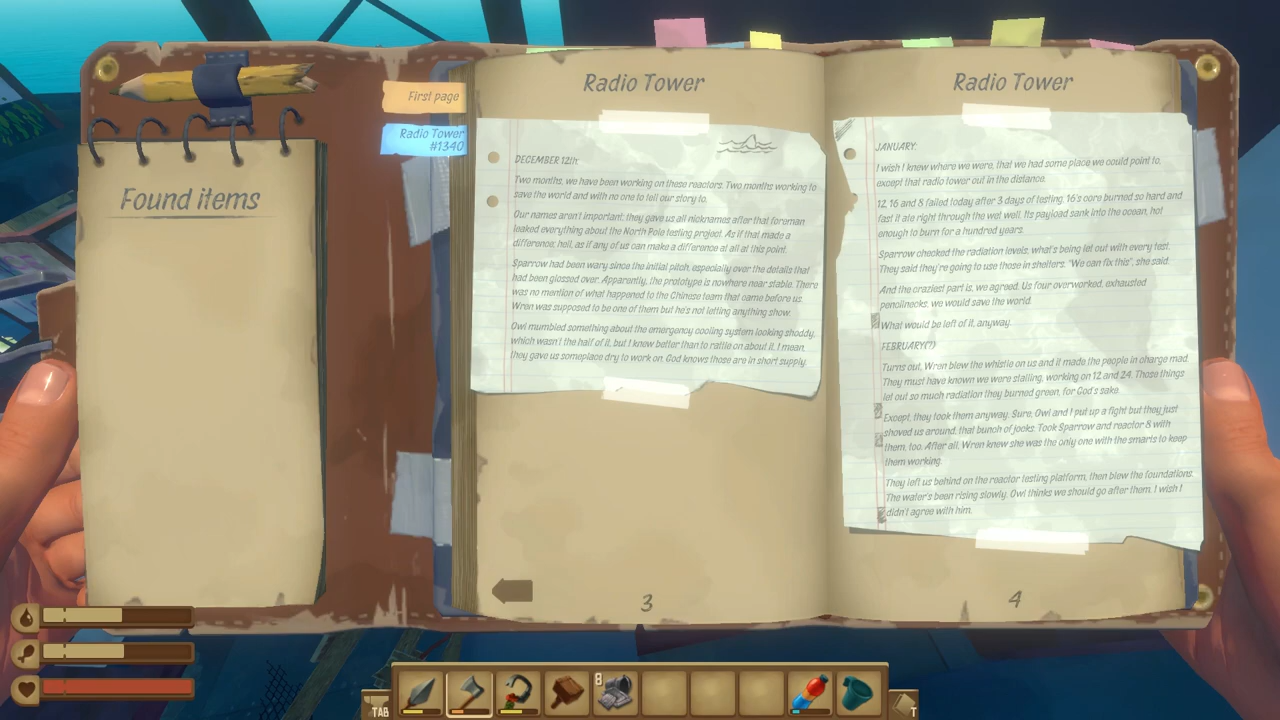 Found items
First page
Radio Tower
#1340
Radio Tower
DECEMBER 12th:
Two months, we have been working on these reactors. Two months working to
save the world and with no one to tell our story to.
Our names aren't important; they gave us all nicknames after that foreman
leaked everything about the North Pole testing project. As if that made a
difference; hell, as if any of us can make a difference at all at this point.
Sparrow had been wary since the initial pitch, especially over the details that
had been glossed over. Apparently, the prototype is nowhere near stable. There
was no mention of what happened to the Chinese team that came before us.
Wren was supposed to be one of them but he's not letting anything show.
Owl mumbled something about the emergency cooling system looking shoddy,
which wasn't the half of it, but I knew better than to rattle on about it. I mean,
they gave us someplace dry to work on. God knows those are in short supply.
3
Radio Tower
JANUARY:
I wish I knew where we were, that we had some place we could point to,
except that radio tower out in the distance.
12, 16 and 8 failed today after 3 days of testing. 16's core burned so hard and
fast it ate right through the well well. Its payload sank into the ocean, hot
enough to burn for a hundred years.
Sparrow checked the radiation levels, what's being let out with every test.
They said they're going to use those in shelters. "We can fix this", she said.
And the craziest part is, we agreed. Us four overworked, exhausted
pencilnecks, we would save the world.
What would be left of it, anyway.
FEBRUARY(?)
Turns out, Wren blew the whistle on us and it made the people in charge mad.
They must have known we were stalling, working on 12 and 24. Those things
let out so much radiation they burned green, for God's sake.
Except, they took them anyway. Sure, Owl and I put up a fight but they just
shoved us around, that bunch of jocks. Took Sparrow and reactor 8 with
them, too. After all, Wren knew she was the only one with the smarts to keep
them working.
They left us behind on the reactor testing platform, then blew the foundations.
The water's been rising slowly. Owl thinks we should go after them. I wish I
didn't agree with him.
4
TAB
8
T